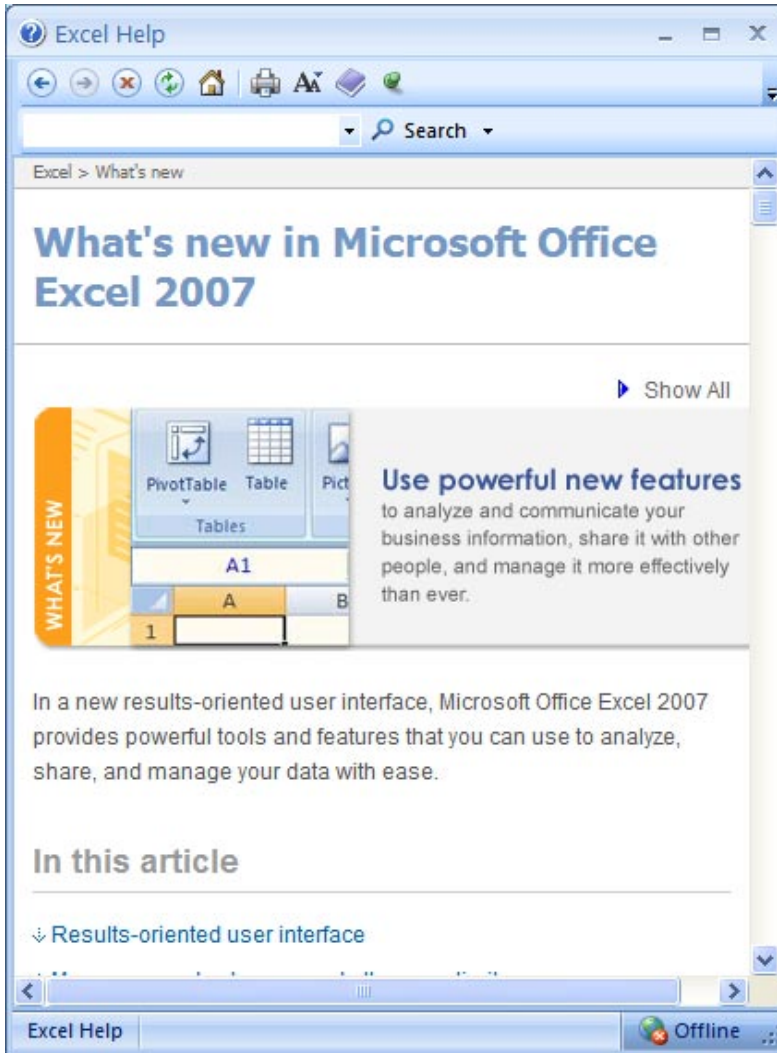 Excel Help
Search
Excel > What's new
What's new in Microsoft Office
Excel 2007
Show All
WHAT'S NEW
PivotTable Table Pict
Tables
A1
A B
1
Use powerful new features
to analyze and communicate your
business information, share it with other
people, and manage it more effectively
than ever.
In a new results-oriented user interface, Microsoft Office Excel 2007
provides powerful tools and features that you can use to analyze,
share, and manage your data with ease.
In this article
Results-oriented user interface
Excel Help
Offline